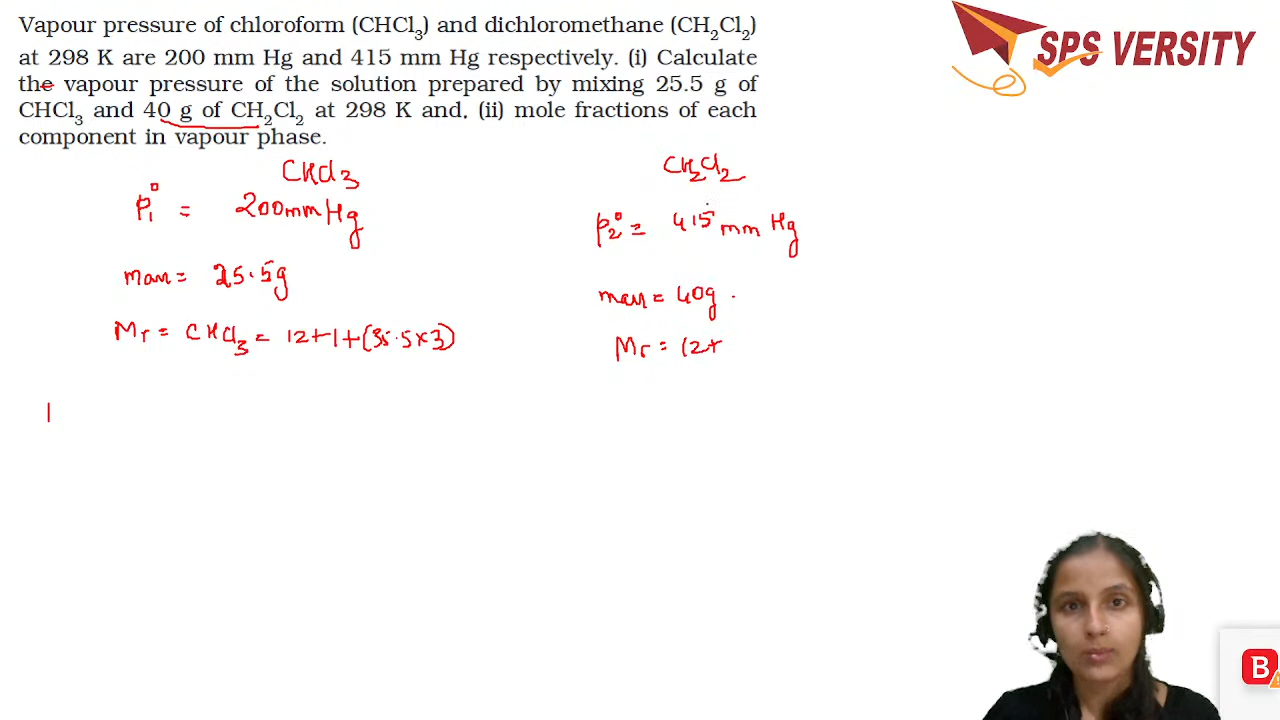 Vapour pressure of chloroform (CHCl₃) and dichloromethane (CH₂Cl₂)
at 298 K are 200 mm Hg and 415 mm Hg respectively. (i) Calculate
the vapour pressure of the solution prepared by mixing 25.5 g of
CHCl₃ and 40 g of CH₂Cl₂ at 298 K and, (ii) mole fractions of each
component in vapour phase.
SPS VERSITY
CHCl₃
P₁° = 200mmHg
mass = 25.5g
Mr = CHCl₃ = 12+1+(35.5×3)
CH₂Cl₂
P₂° = 415 mm Hg
mass = 40g.
Mr = 12+
B